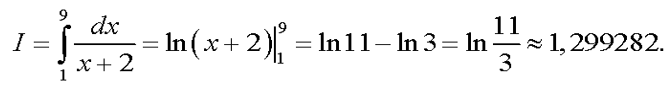 I = ∫₁⁹ dx/(x + 2) = ln(x + 2)|₁⁹ = ln11 − ln3 = ln 11/3 ≈ 1,299282.